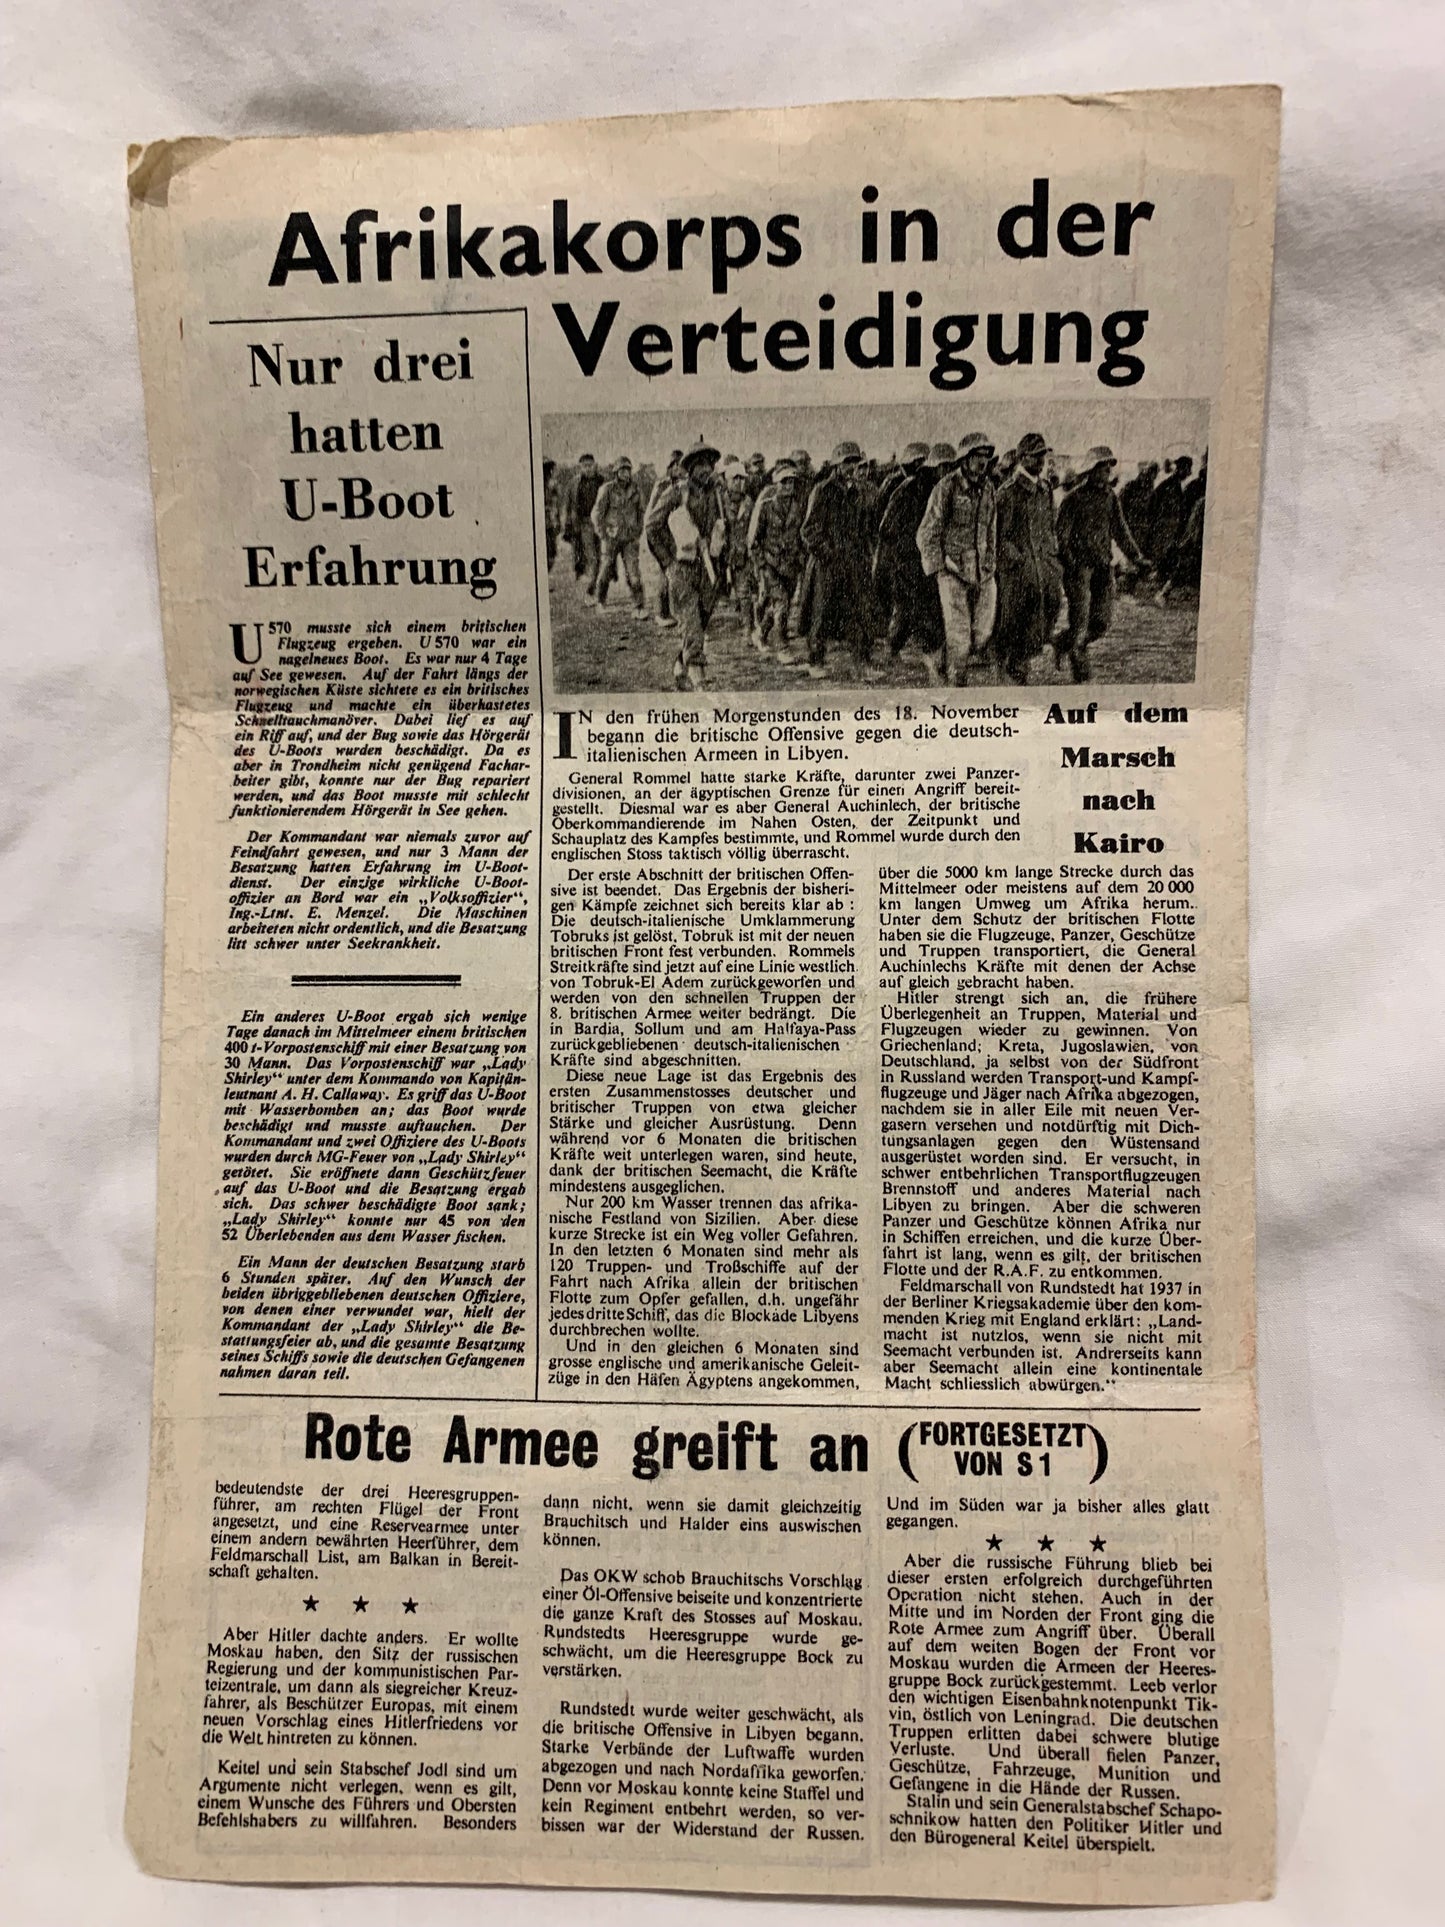 Afrikakorps in der
Verteidigung
Nur drei
hatten
U-Boot
Erfahrung
U 570 musste sich einem britischen
Flugzeug ergeben. U 570 war ein
nagelneues Boot. Es war nur 4 Tage
auf See gewesen. Auf der Fahrt längs der
norwegischen Küste sichtete es ein britisches
Flugzeug und machte ein überhastetes
Schnelltauchmanöver. Dabei lief es auf
ein Riff auf, und der Bug sowie das Hörgerät
des U-Boots wurden beschädigt. Da es
aber in Trondheim nicht genügend Fachar-
beiter gibt, konnte nur der Bug repariert
werden, und das Boot musste mit schlecht
funktionierendem Hörgerät in See gehen.
Der Kommandant war niemals zuvor auf
Feindfahrt gewesen, und nur 3 Mann der
Besatzung hatten Erfahrung im U-Boot-
dienst. Der einzige wirkliche U-Boot-
offizier an Bord war ein „Volksoffizier“,
Ing.-Ltnt. E. Menzel. Die Maschinen
arbeiteten nicht ordentlich, und die Besatzung
litt schwer unter Seekrankheit.
Ein anderes U-Boot ergab sich wenige
Tage danach im Mittelmeer einem britischen
400 t-Vorpostenschiff mit einer Besatzung von
30 Mann. Das Vorpostenschiff war „Lady
Shirley“ unter dem Kommando von Kapitän-
leutnant A. H. Callaway. Es griff das U-Boot
mit Wasserbomben an; das Boot wurde
beschädigt und musste auftauchen. Der
Kommandant und zwei Offiziere des U-Boots
wurden durch MG-Feuer von „Lady Shirley“
getötet. Sie eröffnete dann Geschützfeuer
auf das U-Boot und die Besatzung ergab
sich. Das schwer beschädigte Boot sank;
„Lady Shirley“ konnte nur 45 von den
52 Überlebenden aus dem Wasser fischen.
Ein Mann der deutschen Besatzung starb
6 Stunden später. Auf den Wunsch der
beiden übriggebliebenen deutschen Offiziere,
von denen einer verwundet war, hielt der
Kommandant der „Lady Shirley“ die Be-
stattungsfeier ab, und die gesamte Besatzung
seines Schiffs sowie die deutschen Gefangenen
nahmen daran teil.
IN den frühen Morgenstunden des 18. November
begann die britische Offensive gegen die deutsch-
italienischen Armeen in Libyen.
General Rommel hatte starke Kräfte, darunter zwei Panzer-
divisionen, an der ägyptischen Grenze für einen Angriff bereit-
gestellt. Diesmal war es aber General Auchinlech, der britische
Oberkommandierende im Nahen Osten, der Zeitpunkt und
Schauplatz des Kampfes bestimmte, und Rommel wurde durch den
englischen Stoss taktisch völlig überrascht.
Auf dem
Marsch
nach
Kairo
Der erste Abschnitt der britischen Offen-
sive ist beendet. Das Ergebnis der bisheri-
gen Kämpfe zeichnet sich bereits klar ab :
Die deutsch-italienische Umklammerung
Tobruks ist gelöst. Tobruk ist mit der neuen
britischen Front fest verbunden. Rommels
Streitkräfte sind jetzt auf eine Linie westlich
von Tobruk-El Adem zurückgeworfen und
werden von den schnellen Truppen der
8. britischen Armee weiter bedrängt. Die
in Bardia, Sollum und am Halfaya-Pass
zurückgebliebenen deutsch-italienischen
Kräfte sind abgeschnitten.
Diese neue Lage ist das Ergebnis des
ersten Zusammenstosses deutscher und
britischer Truppen von etwa gleicher
Stärke und gleicher Ausrüstung. Denn
während vor 6 Monaten die britischen
Kräfte weit unterlegen waren, sind heute,
dank der britischen Seemacht, die Kräfte
mindestens ausgeglichen.
Nur 200 km Wasser trennen das afrika-
nische Festland von Sizilien. Aber diese
kurze Strecke ist ein Weg voller Gefahren.
In den letzten 6 Monaten sind mehr als
120 Truppen- und Troßschiffe auf der
Fahrt nach Afrika allein der britischen
Flotte zum Opfer gefallen, d.h. ungefähr
jedes dritte Schiff, das die Blockade Libyens
durchbrechen wollte.
Und in den gleichen 6 Monaten sind
grosse englische und amerikanische Geleit-
züge in den Häfen Ägyptens angekommen,
über die 5000 km lange Strecke durch das
Mittelmeer oder meistens auf dem 20 000
km langen Umweg um Afrika herum.
Unter dem Schutz der britischen Flotte
haben sie die Flugzeuge, Panzer, Geschütze
und Truppen transportiert, die General
Auchinlechs Kräfte mit denen der Achse
auf gleich gebracht haben.
Hitler strengt sich an, die frühere
Überlegenheit an Truppen, Material und
Flugzeugen wieder zu gewinnen. Von
Griechenland; Kreta, Jugoslawien, von
Deutschland, ja selbst von der Südfront
in Russland werden Transport-und Kampf-
flugzeuge und Jäger nach Afrika abgezogen,
nachdem sie in aller Eile mit neuen Ver-
gasern versehen und notdürftig mit Dich-
tungsanlagen gegen den Wüstensand
ausgerüstet worden sind. Er versucht, in
schwer entbehrlichen Transportflugzeugen
Brennstoff und anderes Material nach
Libyen zu bringen. Aber die schweren
Panzer und Geschütze können Afrika nur
in Schiffen erreichen, und die kurze Über-
fahrt ist lang, wenn es gilt, der britischen
Flotte und der R.A.F. zu entkommen.
Feldmarschall von Rundstedt hat 1937 in
der Berliner Kriegsakademie über den kom-
menden Krieg mit England erklärt: „Land-
macht ist nutzlos, wenn sie nicht mit
Seemacht verbunden ist. Andrerseits kann
aber Seemacht allein eine kontinentale
Macht schliesslich abwürgen.“
Rote Armee greift an (FORTGESETZT
VON S 1)
bedeutendste der drei Heeresgruppen-
führer, am rechten Flügel der Front
angesetzt, und eine Reservearmee unter
einem andern bewährten Heerführer, dem
Feldmarschall List, am Balkan in Bereit-
schaft gehalten.
★ ★ ★
Aber Hitler dachte anders. Er wollte
Moskau haben, den Sitz der russischen
Regierung und der kommunistischen Par-
teizentrale, um dann als siegreicher Kreuz-
fahrer, als Beschützer Europas, mit einem
neuen Vorschlag eines Hitlerfriedens vor
die Welt hintreten zu können.
Keitel und sein Stabschef Jodl sind um
Argumente nicht verlegen, wenn es gilt,
einem Wunsche des Führers und Obersten
Befehlshabers zu willfahren. Besonders
dann nicht, wenn sie damit gleichzeitig
Brauchitsch und Halder eins auswischen
können.
Das OKW schob Brauchitschs Vorschlag
einer Öl-Offensive beiseite und konzentrierte
die ganze Kraft des Stosses auf Moskau.
Rundstedts Heeresgruppe wurde ge-
schwächt, um die Heeresgruppe Bock zu
verstärken.
Rundstedt wurde weiter geschwächt, als
die britische Offensive in Libyen begann.
Starke Verbände der Luftwaffe wurden
abgezogen und nach Nordafrika geworfen.
Denn vor Moskau konnte keine Staffel und
kein Regiment entbehrt werden, so ver-
bissen war der Widerstand der Russen.
Und im Süden war ja bisher alles glatt
gegangen.
★ ★ ★
Aber die russische Führung blieb bei
dieser ersten erfolgreich durchgeführten
Operation nicht stehen. Auch in der
Mitte und im Norden der Front ging die
Rote Armee zum Angriff über. Überall
auf dem weiten Bogen der Front vor
Moskau wurden die Armeen der Heeres-
gruppe Bock zurückgestemmt. Leeb verlor
den wichtigen Eisenbahnknotenpunkt Tik-
vin, östlich von Leningrad. Die deutschen
Truppen erlitten dabei schwere blutige
Verluste. Und überall fielen Panzer,
Geschütze, Fahrzeuge, Munition und
Gefangene in die Hände der Russen.
Stalin und sein Generalstabschef Schapo-
schnikow hatten den Politiker Hitler und
den Bürogeneral Keitel überspielt.